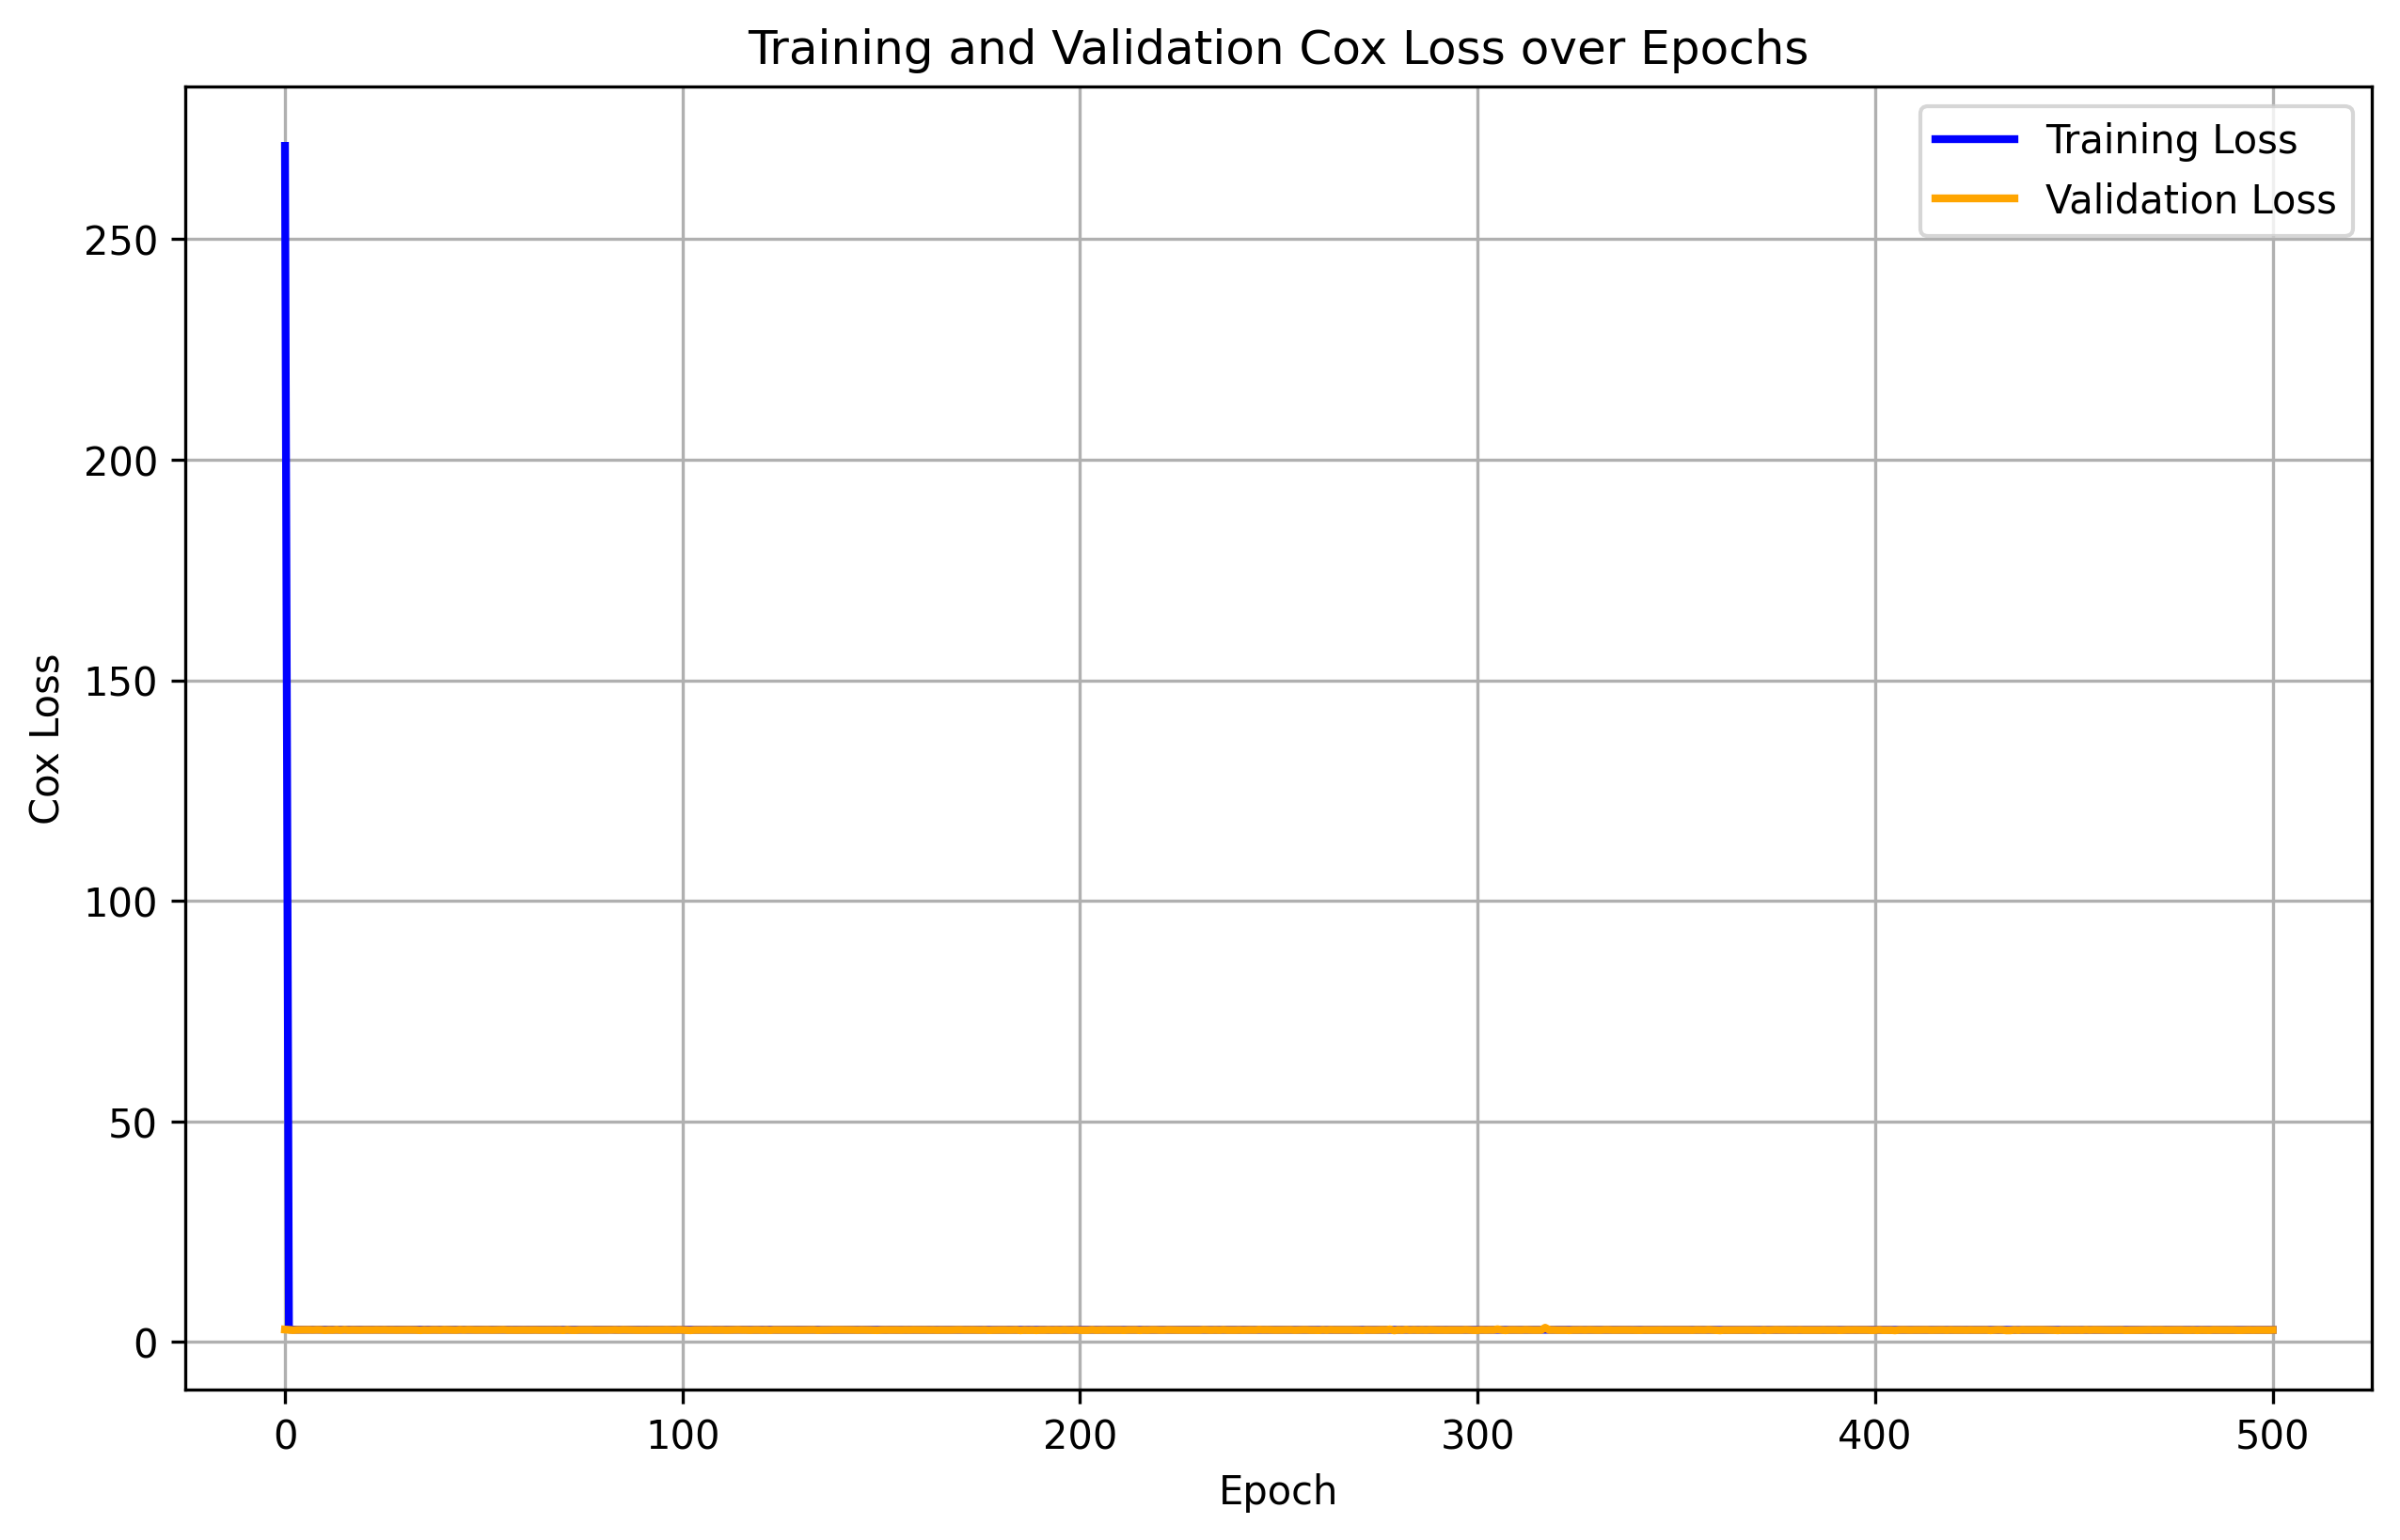 Training and Validation Cox Loss over Epochs
Training Loss
Validation Loss
250
200
150
100
50
0
Cox Loss
0 100 200 300 400 500
Epoch